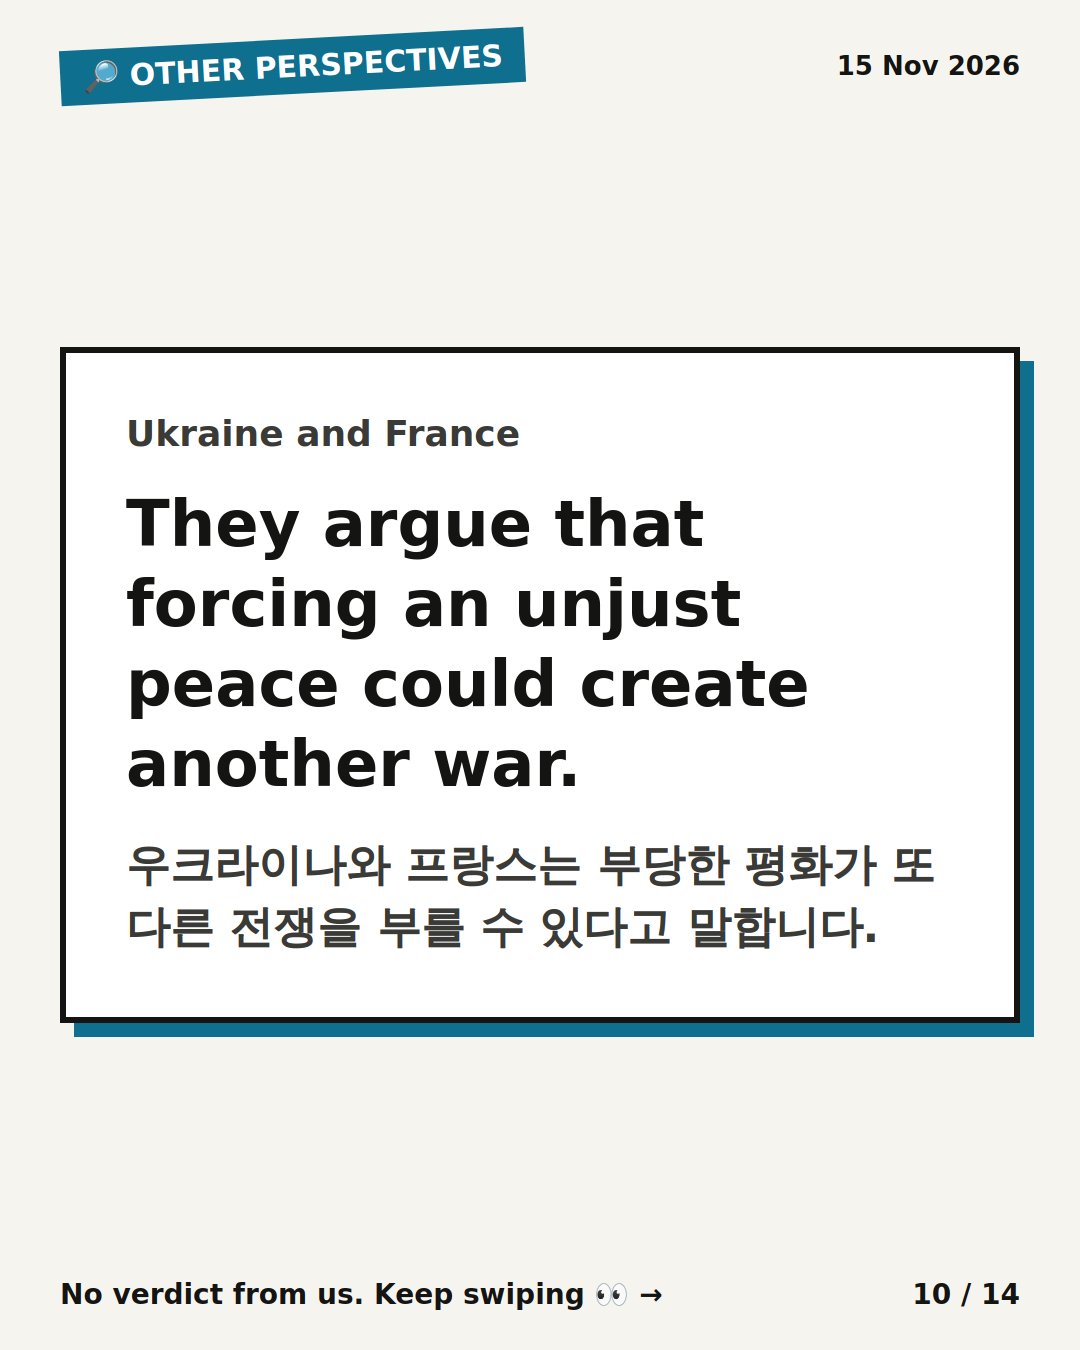 🔎 OTHER PERSPECTIVES
15 Nov 2026
Ukraine and France
They argue that
forcing an unjust
peace could create
another war.
우크라이나와 프랑스는 부당한 평화가 또
다른 전쟁을 부를 수 있다고 말합니다.
No verdict from us. Keep swiping 👀 →
10 / 14